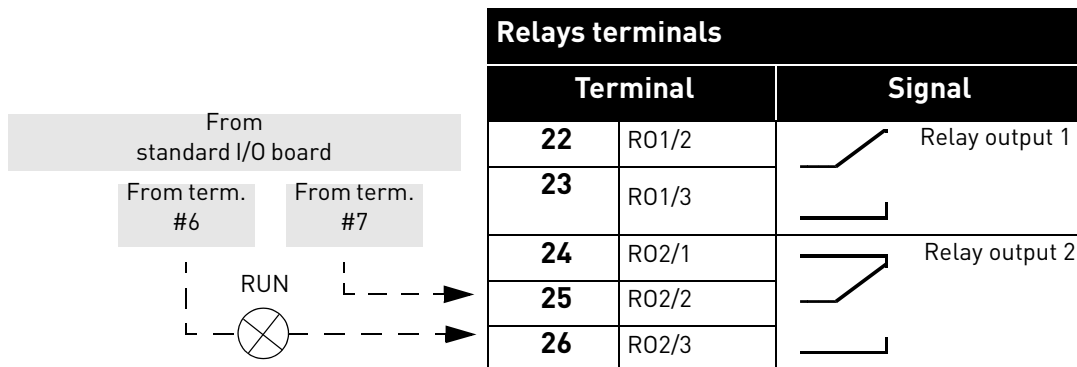 Relays terminals
Terminal Signal
From
standard I/O board
From term.
#6
From term.
#7
RUN
22 RO1/2 Relay output 1
23 RO1/3
24 RO2/1 Relay output 2
25 RO2/2
26 RO2/3